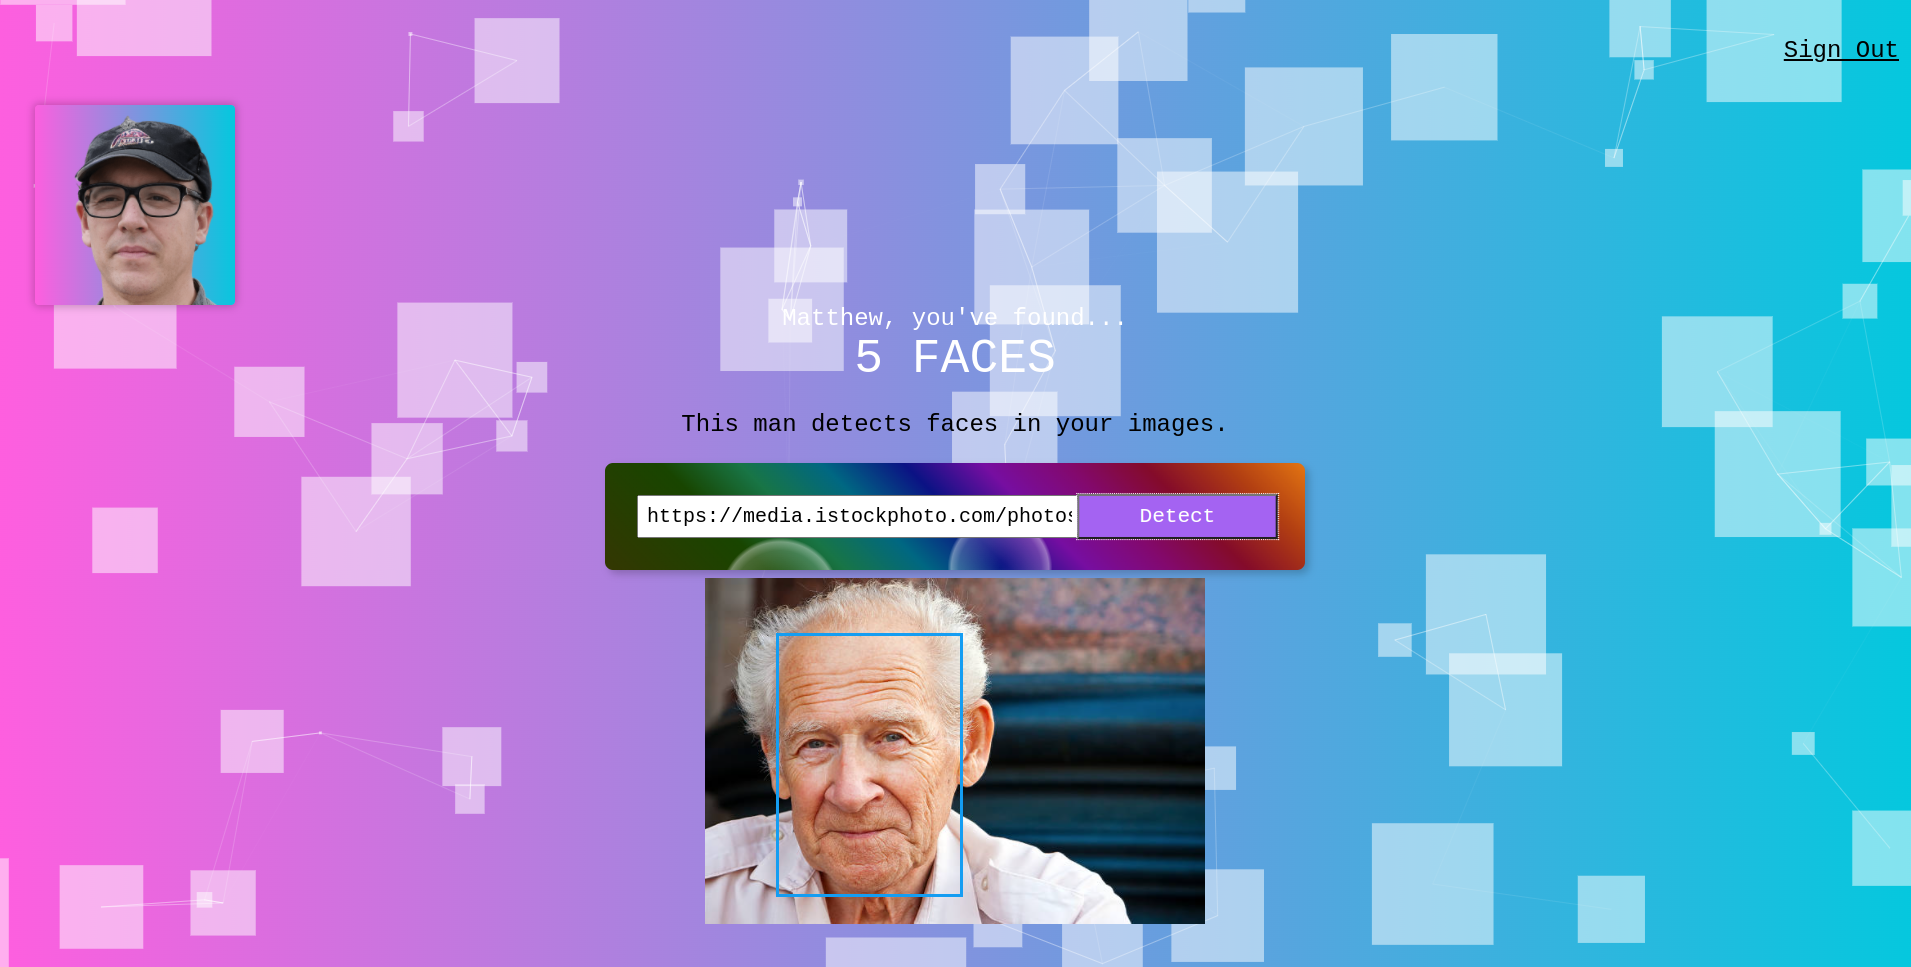 Sign Out
Matthew, you've found...
5 FACES
This man detects faces in your images.
https://media.istockphoto.com/photos
Detect